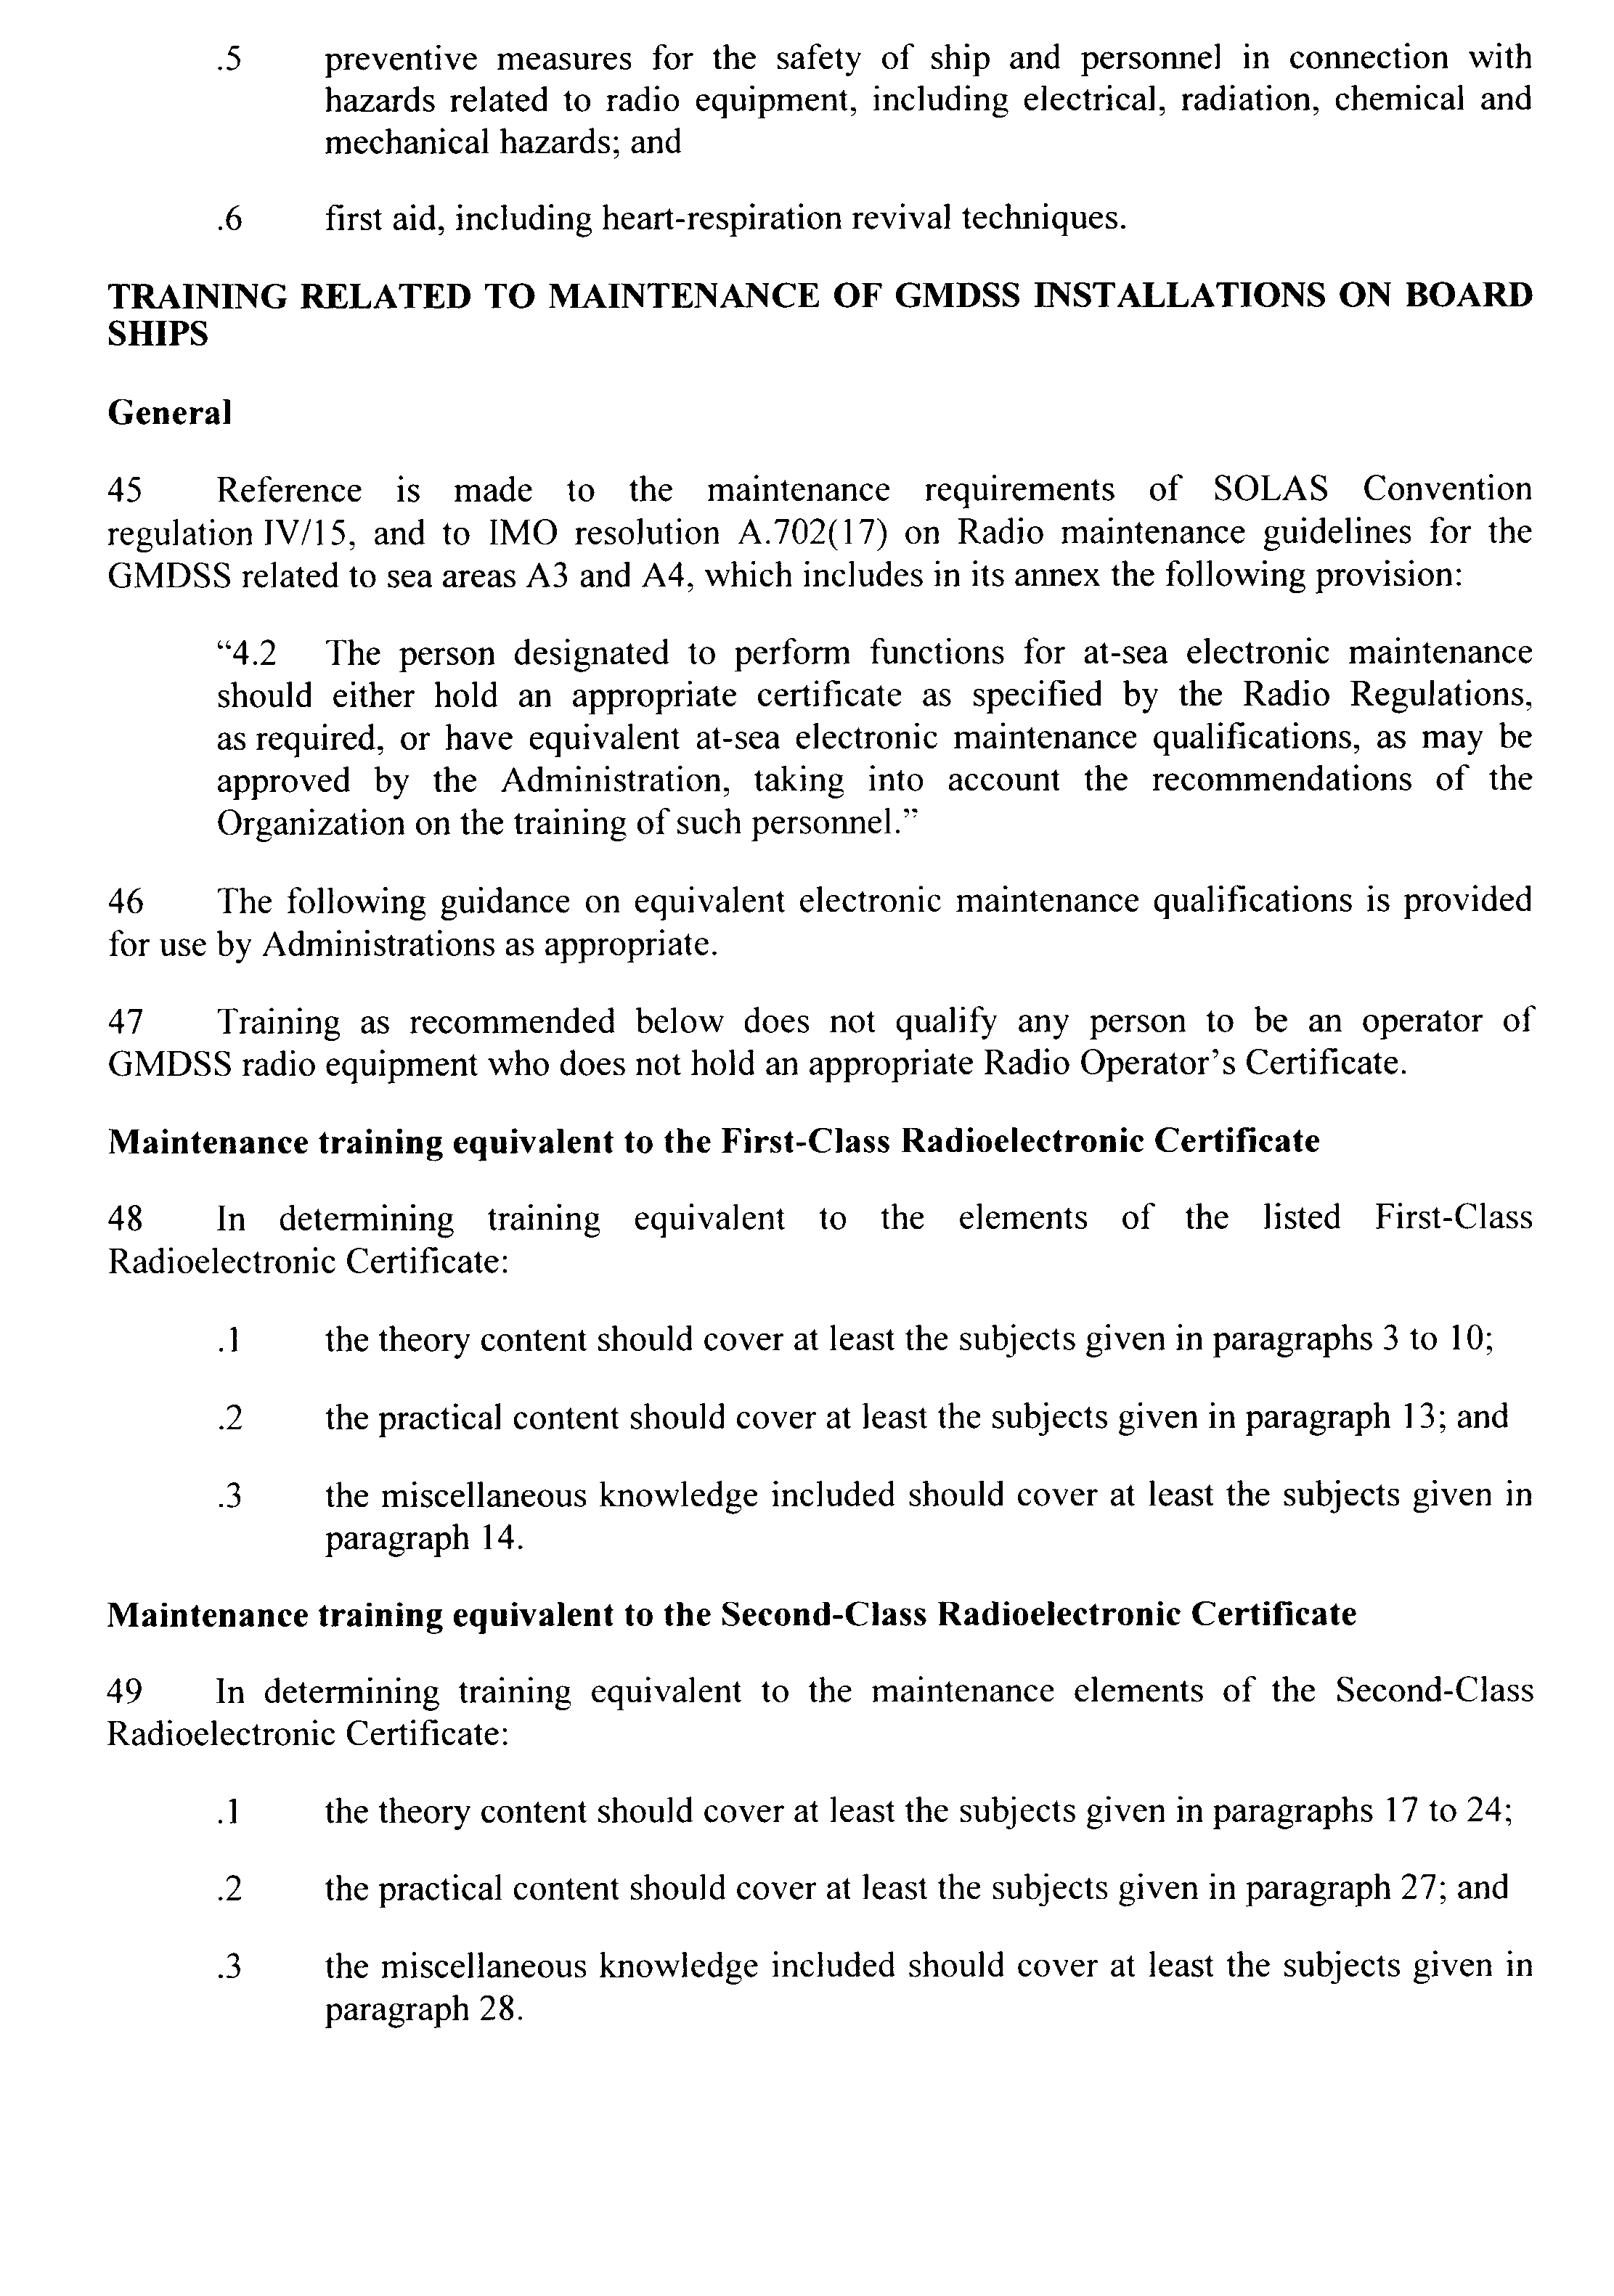 .5 preventive measures for the safety of ship and personnel in connection with
hazards related to radio equipment, including electrical, radiation, chemical and
mechanical hazards; and
.6 first aid, including heart-respiration revival techniques.
TRAINING RELATED TO MAINTENANCE OF GMDSS INSTALLATIONS ON BOARD
SHIPS
General
45 Reference is made to the maintenance requirements of SOLAS Convention
regulation IV/15, and to IMO resolution A.702(17) on Radio maintenance guidelines for the
GMDSS related to sea areas A3 and A4, which includes in its annex the following provision:
“4.2 The person designated to perform functions for at-sea electronic maintenance
should either hold an appropriate certificate as specified by the Radio Regulations,
as required, or have equivalent at-sea electronic maintenance qualifications, as may be
approved by the Administration, taking into account the recommendations of the
Organization on the training of such personnel.”
46 The following guidance on equivalent electronic maintenance qualifications is provided
for use by Administrations as appropriate.
47 Training as recommended below does not qualify any person to be an operator of
GMDSS radio equipment who does not hold an appropriate Radio Operator’s Certificate.
Maintenance training equivalent to the First-Class Radioelectronic Certificate
48 In determining training equivalent to the elements of the listed First-Class
Radioelectronic Certificate:
.1 the theory content should cover at least the subjects given in paragraphs 3 to 10;
.2 the practical content should cover at least the subjects given in paragraph 13; and
.3 the miscellaneous knowledge included should cover at least the subjects given in
paragraph 14.
Maintenance training equivalent to the Second-Class Radioelectronic Certificate
49 In determining training equivalent to the maintenance elements of the Second-Class
Radioelectronic Certificate:
.1 the theory content should cover at least the subjects given in paragraphs 17 to 24;
.2 the practical content should cover at least the subjects given in paragraph 27; and
.3 the miscellaneous knowledge included should cover at least the subjects given in
paragraph 28.